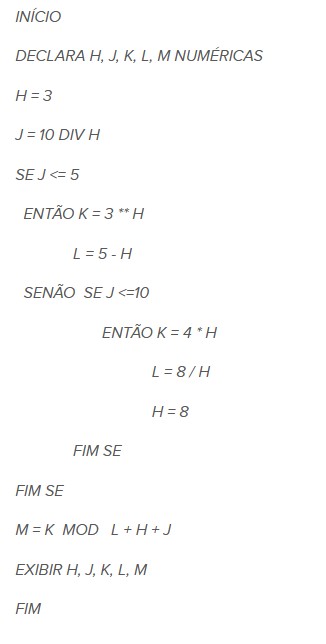 INÍCIO
DECLARA H, J, K, L, M NUMÉRICAS
H = 3
J = 10 DIV H
SE J <= 5
ENTÃO K = 3 ** H
L = 5 - H
SENÃO  SE J <=10
ENTÃO K = 4 * H
L = 8 / H
H = 8
FIM SE
FIM SE
M = K  MOD   L + H + J
EXIBIR H, J, K, L, M
FIM